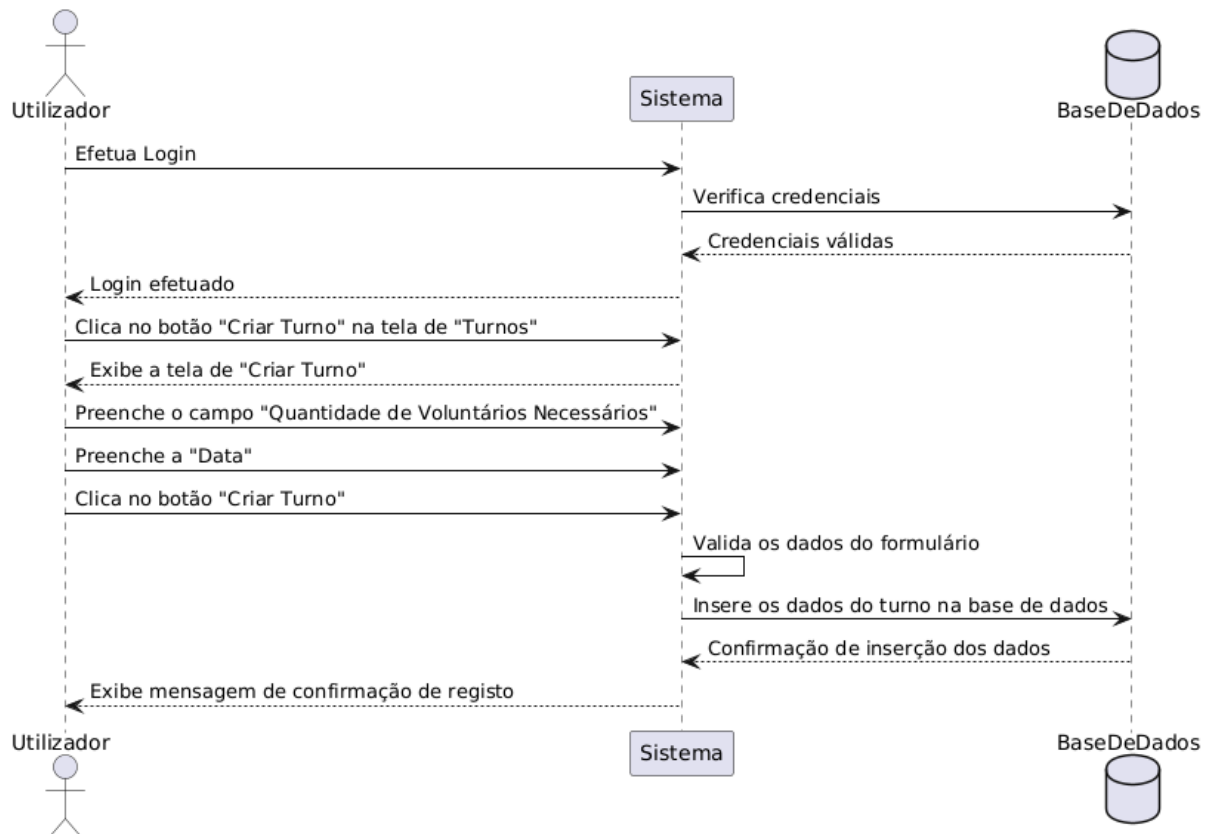 Utilizador
Sistema
BaseDeDados
Efetua Login
Verifica credenciais
Credenciais válidas
Login efetuado
Clica no botão "Criar Turno" na tela de "Turnos"
Exibe a tela de "Criar Turno"
Preenche o campo "Quantidade de Voluntários Necessários"
Preenche a "Data"
Clica no botão "Criar Turno"
Valida os dados do formulário
Insere os dados do turno na base de dados
Confirmação de inserção dos dados
Exibe mensagem de confirmação de registo
Utilizador
Sistema
BaseDeDados